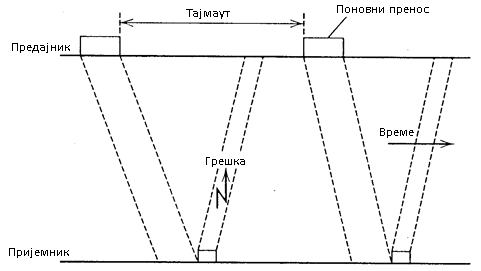 Тајмаут
Поновни пренос
Предајник
Време
Грешка
N
Пријемник